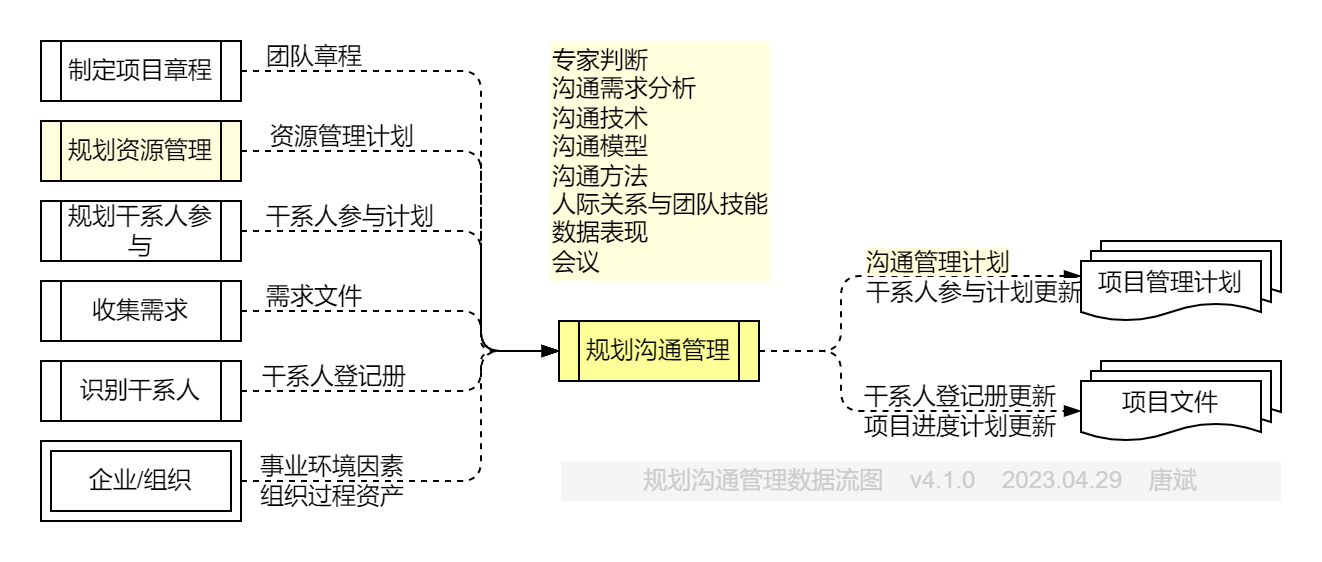 制定项目章程
团队章程
规划资源管理
资源管理计划
规划干系人参
与
干系人参与计划
收集需求
需求文件
识别干系人
干系人登记册
企业/组织
事业环境因素
组织过程资产
专家判断
沟通需求分析
沟通技术
沟通模型
沟通方法
人际关系与团队技能
数据表现
会议
规划沟通管理
沟通管理计划
干系人参与计划更新
项目管理计划
干系人登记册更新
项目进度计划更新
项目文件
规划沟通管理数据流图 v4.1.0 2023.04.29 唐斌